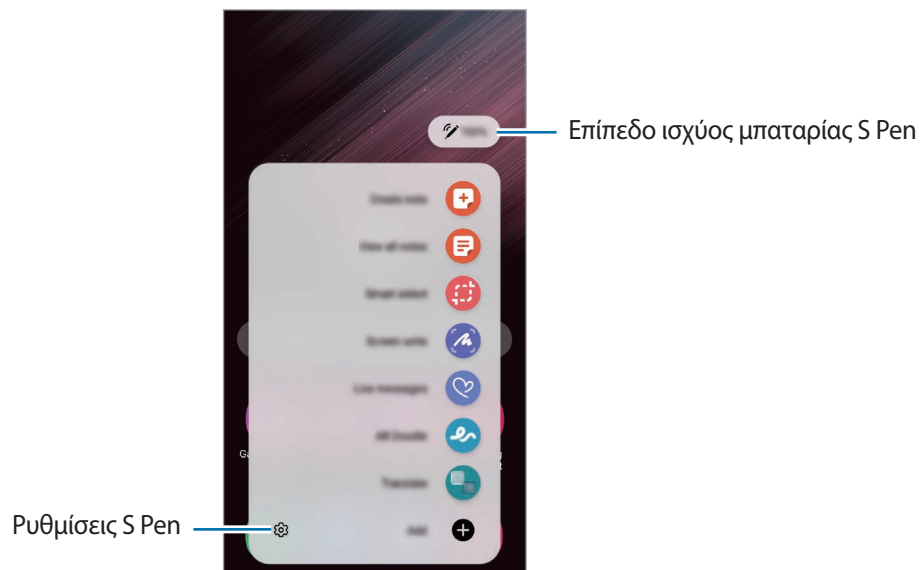 Επίπεδο ισχύος μπαταρίας S Pen
Create note
View all notes
Smart select
Screen write
Live messages
AR Doodle
Translate
Add
Ρυθμίσεις S Pen